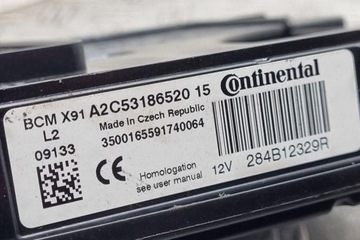 BCM X91 A2C53186520 15
Continental
L2
Made in Czech Republic
09133
3500165591740064
CE
Homologation
see user manual
12V
284B12329R